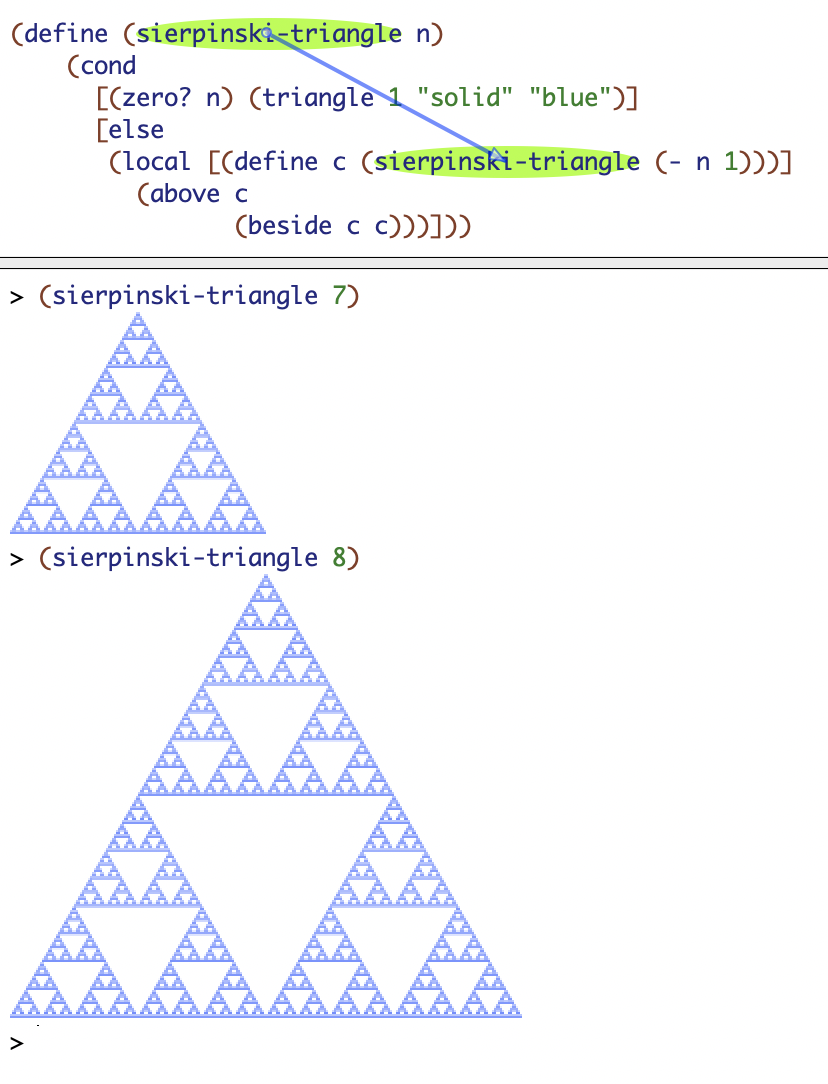 (define (sierpinski-triangle n)
(cond
[(zero? n) (triangle 1 "solid" "blue")]
[else
(local [(define c (sierpinski-triangle (- n 1)))]
(above c
(beside c c)))]))
> (sierpinski-triangle 7)
> (sierpinski-triangle 8)
>